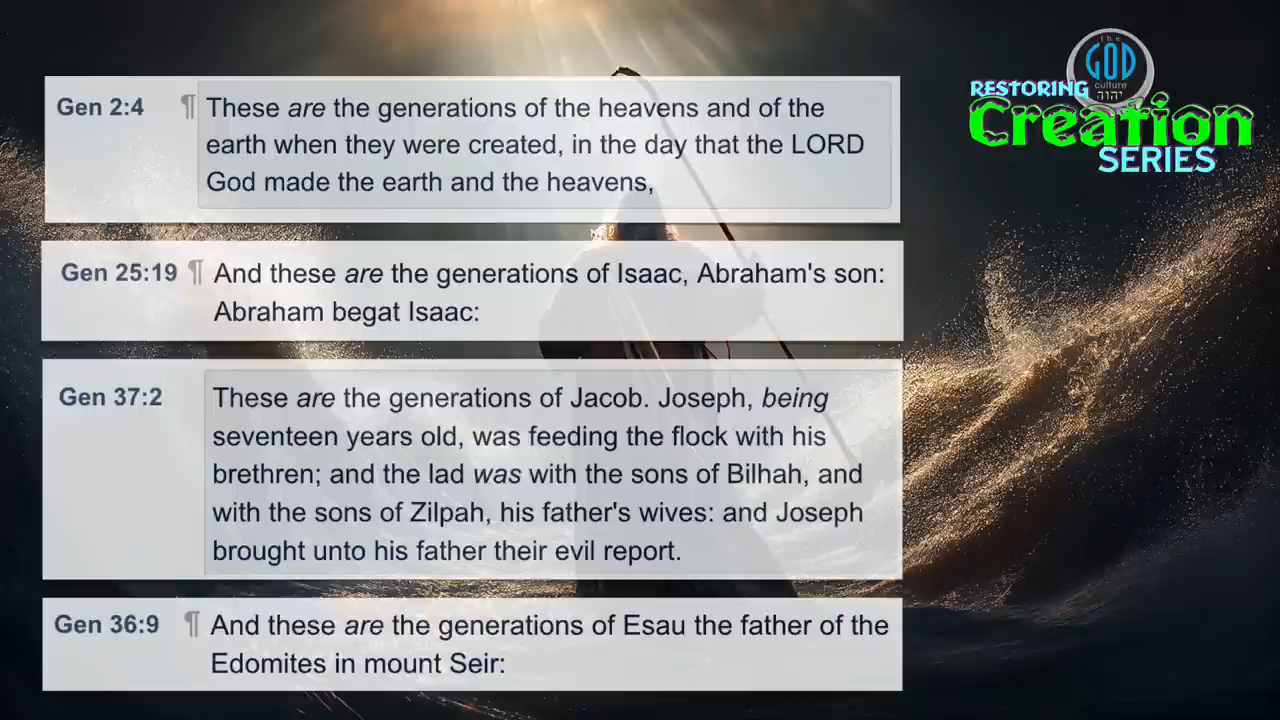 Gen 2:4 ¶ These are the generations of the heavens and of the
earth when they were created, in the day that the LORD
God made the earth and the heavens,
Gen 25:19 ¶ And these are the generations of Isaac, Abraham's son:
Abraham begat Isaac:
Gen 37:2 These are the generations of Jacob. Joseph, being
seventeen years old, was feeding the flock with his
brethren; and the lad was with the sons of Bilhah, and
with the sons of Zilpah, his father's wives: and Joseph
brought unto his father their evil report.
Gen 36:9 ¶ And these are the generations of Esau the father of the
Edomites in mount Seir:
The
GOD
culture
יהוה
RESTORING
Creation
SERIES